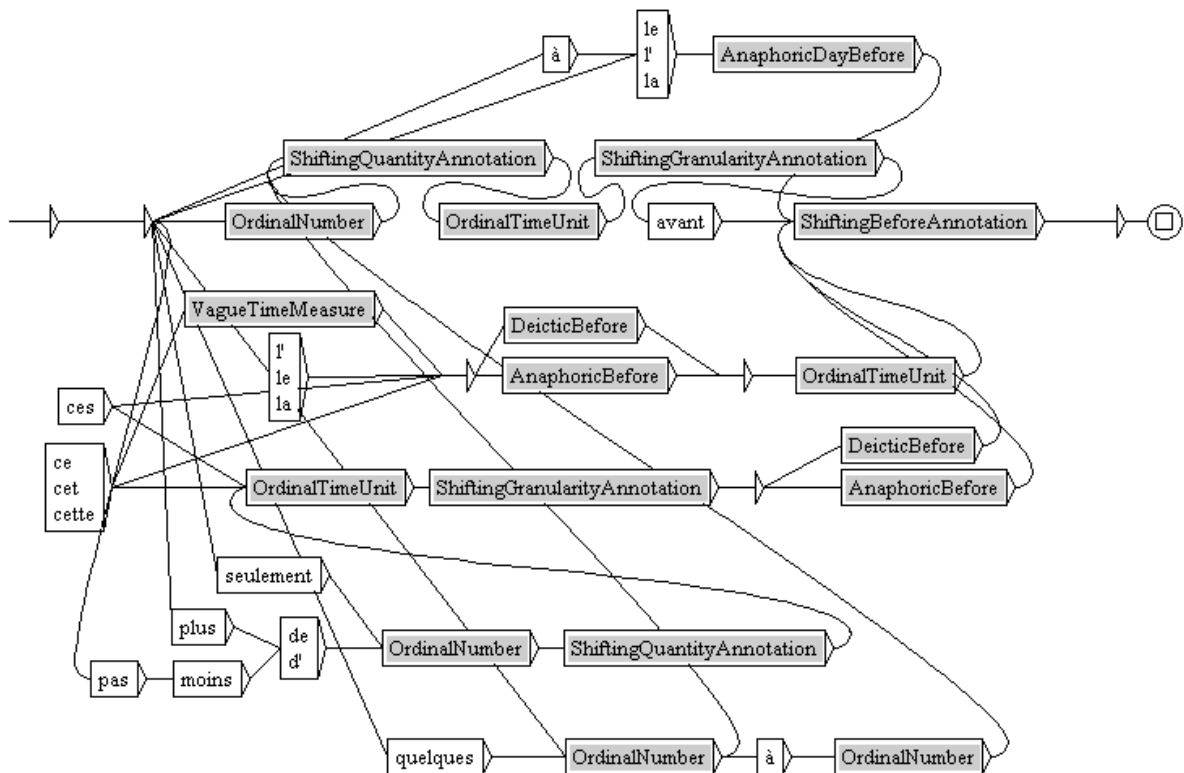 à
le
l'
la
AnaphoricDayBefore
ShiftingQuantityAnnotation
ShiftingGranularityAnnotation
OrdinalNumber
OrdinalTimeUnit
avant
ShiftingBeforeAnnotation
VagueTimeMeasure
DeicticBefore
l'
le
la
AnaphoricBefore
OrdinalTimeUnit
ces
DeicticBefore
ce
cet
cette
OrdinalTimeUnit
ShiftingGranularityAnnotation
AnaphoricBefore
seulement
plus
de
d'
OrdinalNumber
ShiftingQuantityAnnotation
pas
moins
quelques
OrdinalNumber
à
OrdinalNumber